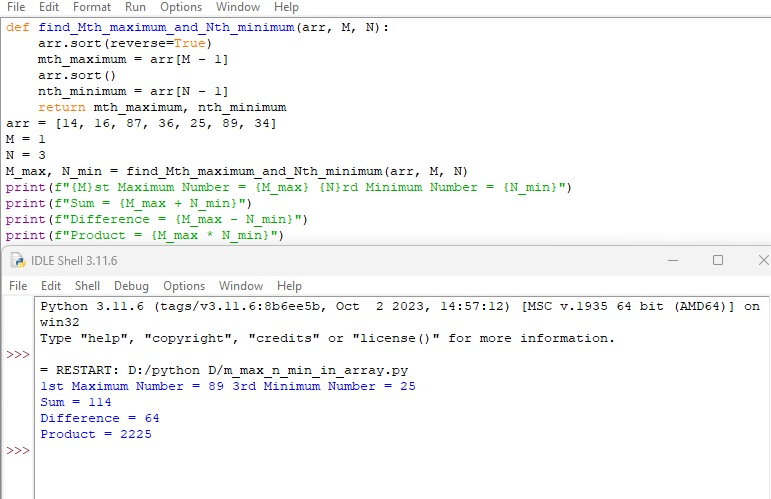 File Edit Format Run Options Window Help
def find_Mth_maximum_and_Nth_minimum(arr, M, N):
    arr.sort(reverse=True)
    mth_maximum = arr[M - 1]
    arr.sort()
    nth_minimum = arr[N - 1]
    return mth_maximum, nth_minimum
arr = [14, 16, 87, 36, 25, 89, 34]
M = 1
N = 3
M_max, N_min = find_Mth_maximum_and_Nth_minimum(arr, M, N)
print(f"{M}st Maximum Number = {M_max} {N}rd Minimum Number = {N_min}")
print(f"Sum = {M_max + N_min}")
print(f"Difference = {M_max - N_min}")
print(f"Product = {M_max * N_min}")
IDLE Shell 3.11.6
File Edit Shell Debug Options Window Help
Python 3.11.6 (tags/v3.11.6:8b6ee5b, Oct  2 2023, 14:57:12) [MSC v.1935 64 bit (AMD64)] on
win32
Type "help", "copyright", "credits" or "license()" for more information.
>>>
= RESTART: D:/python D/m_max_n_min_in_array.py
1st Maximum Number = 89 3rd Minimum Number = 25
Sum = 114
Difference = 64
Product = 2225
>>>